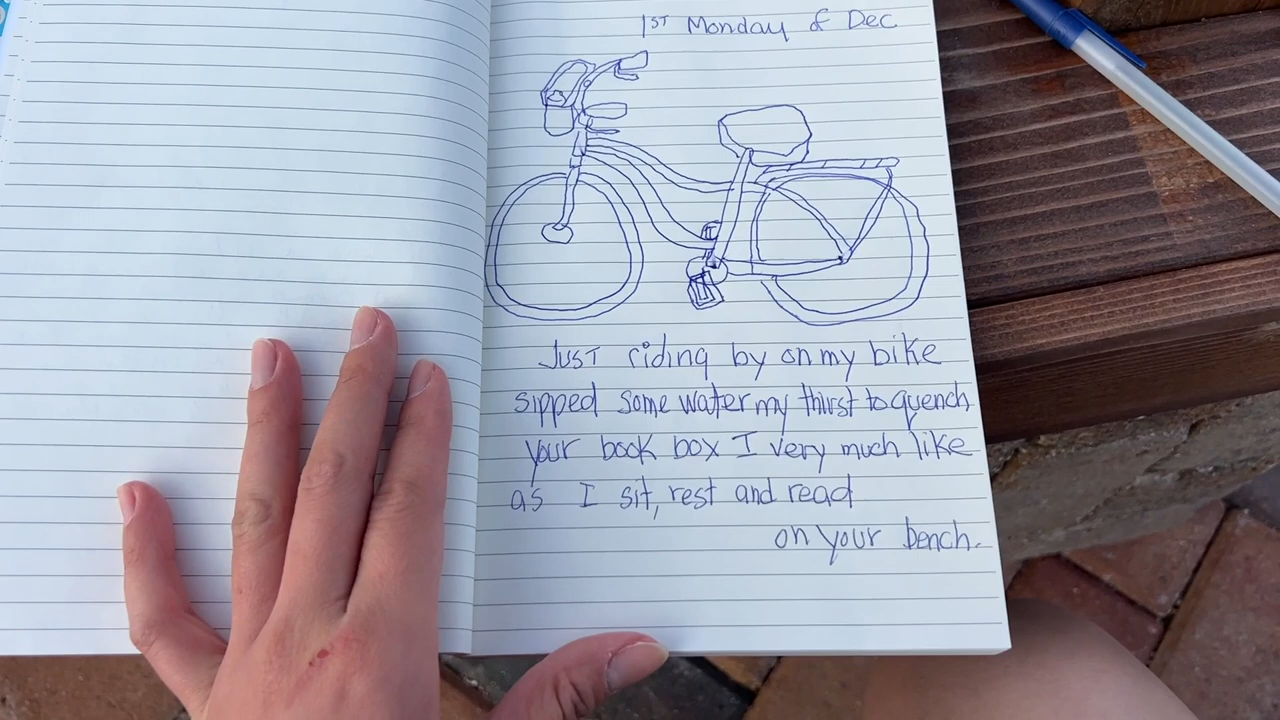 1ST Monday of Dec
Just riding by on my bike
sipped some water my thirst to quench
your book box I very much like
as I sit, rest and read
on your bench.